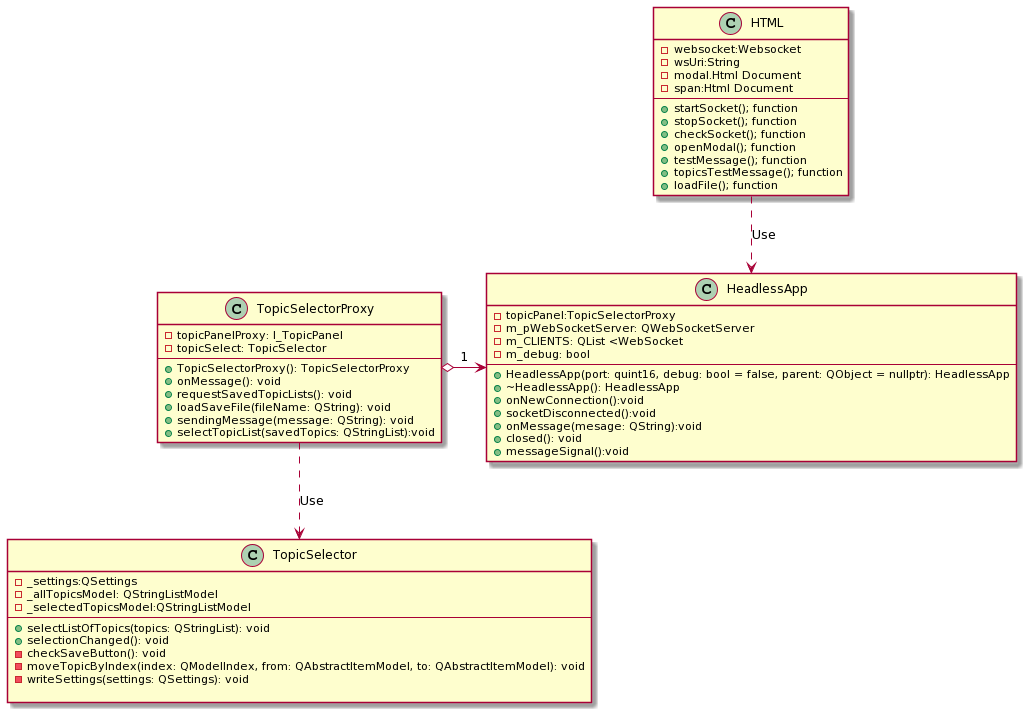 C HTML
websocket:Websocket
wsUri:String
modal.Html Document
span:Html Document
startSocket(); function
stopSocket(); function
checkSocket(); function
openModal(); function
testMessage(); function
topicsTestMessage(); function
loadFile(); function
Use
C TopicSelectorProxy
topicPanelProxy: I_TopicPanel
topicSelect: TopicSelector
TopicSelectorProxy(): TopicSelectorProxy
onMessage(): void
requestSavedTopicLists(): void
loadSaveFile(fileName: QString): void
sendingMessage(message: QString): void
selectTopicList(savedTopics: QStringList):void
1
C HeadlessApp
topicPanel:TopicSelectorProxy
m_pWebSocketServer: QWebSocketServer
m_CLIENTS: QList <WebSocket
m_debug: bool
HeadlessApp(port: quint16, debug: bool = false, parent: QObject = nullptr): HeadlessApp
~HeadlessApp(): HeadlessApp
onNewConnection():void
socketDisconnected():void
onMessage(mesage: QString):void
closed(): void
messageSignal():void
Use
C TopicSelector
_settings:QSettings
_allTopicsModel: QStringListModel
_selectedTopicsModel:QStringListModel
selectListOfTopics(topics: QStringList): void
selectionChanged(): void
checkSaveButton(): void
moveTopicByIndex(index: QModelIndex, from: QAbstractItemModel, to: QAbstractItemModel): void
writeSettings(settings: QSettings): void